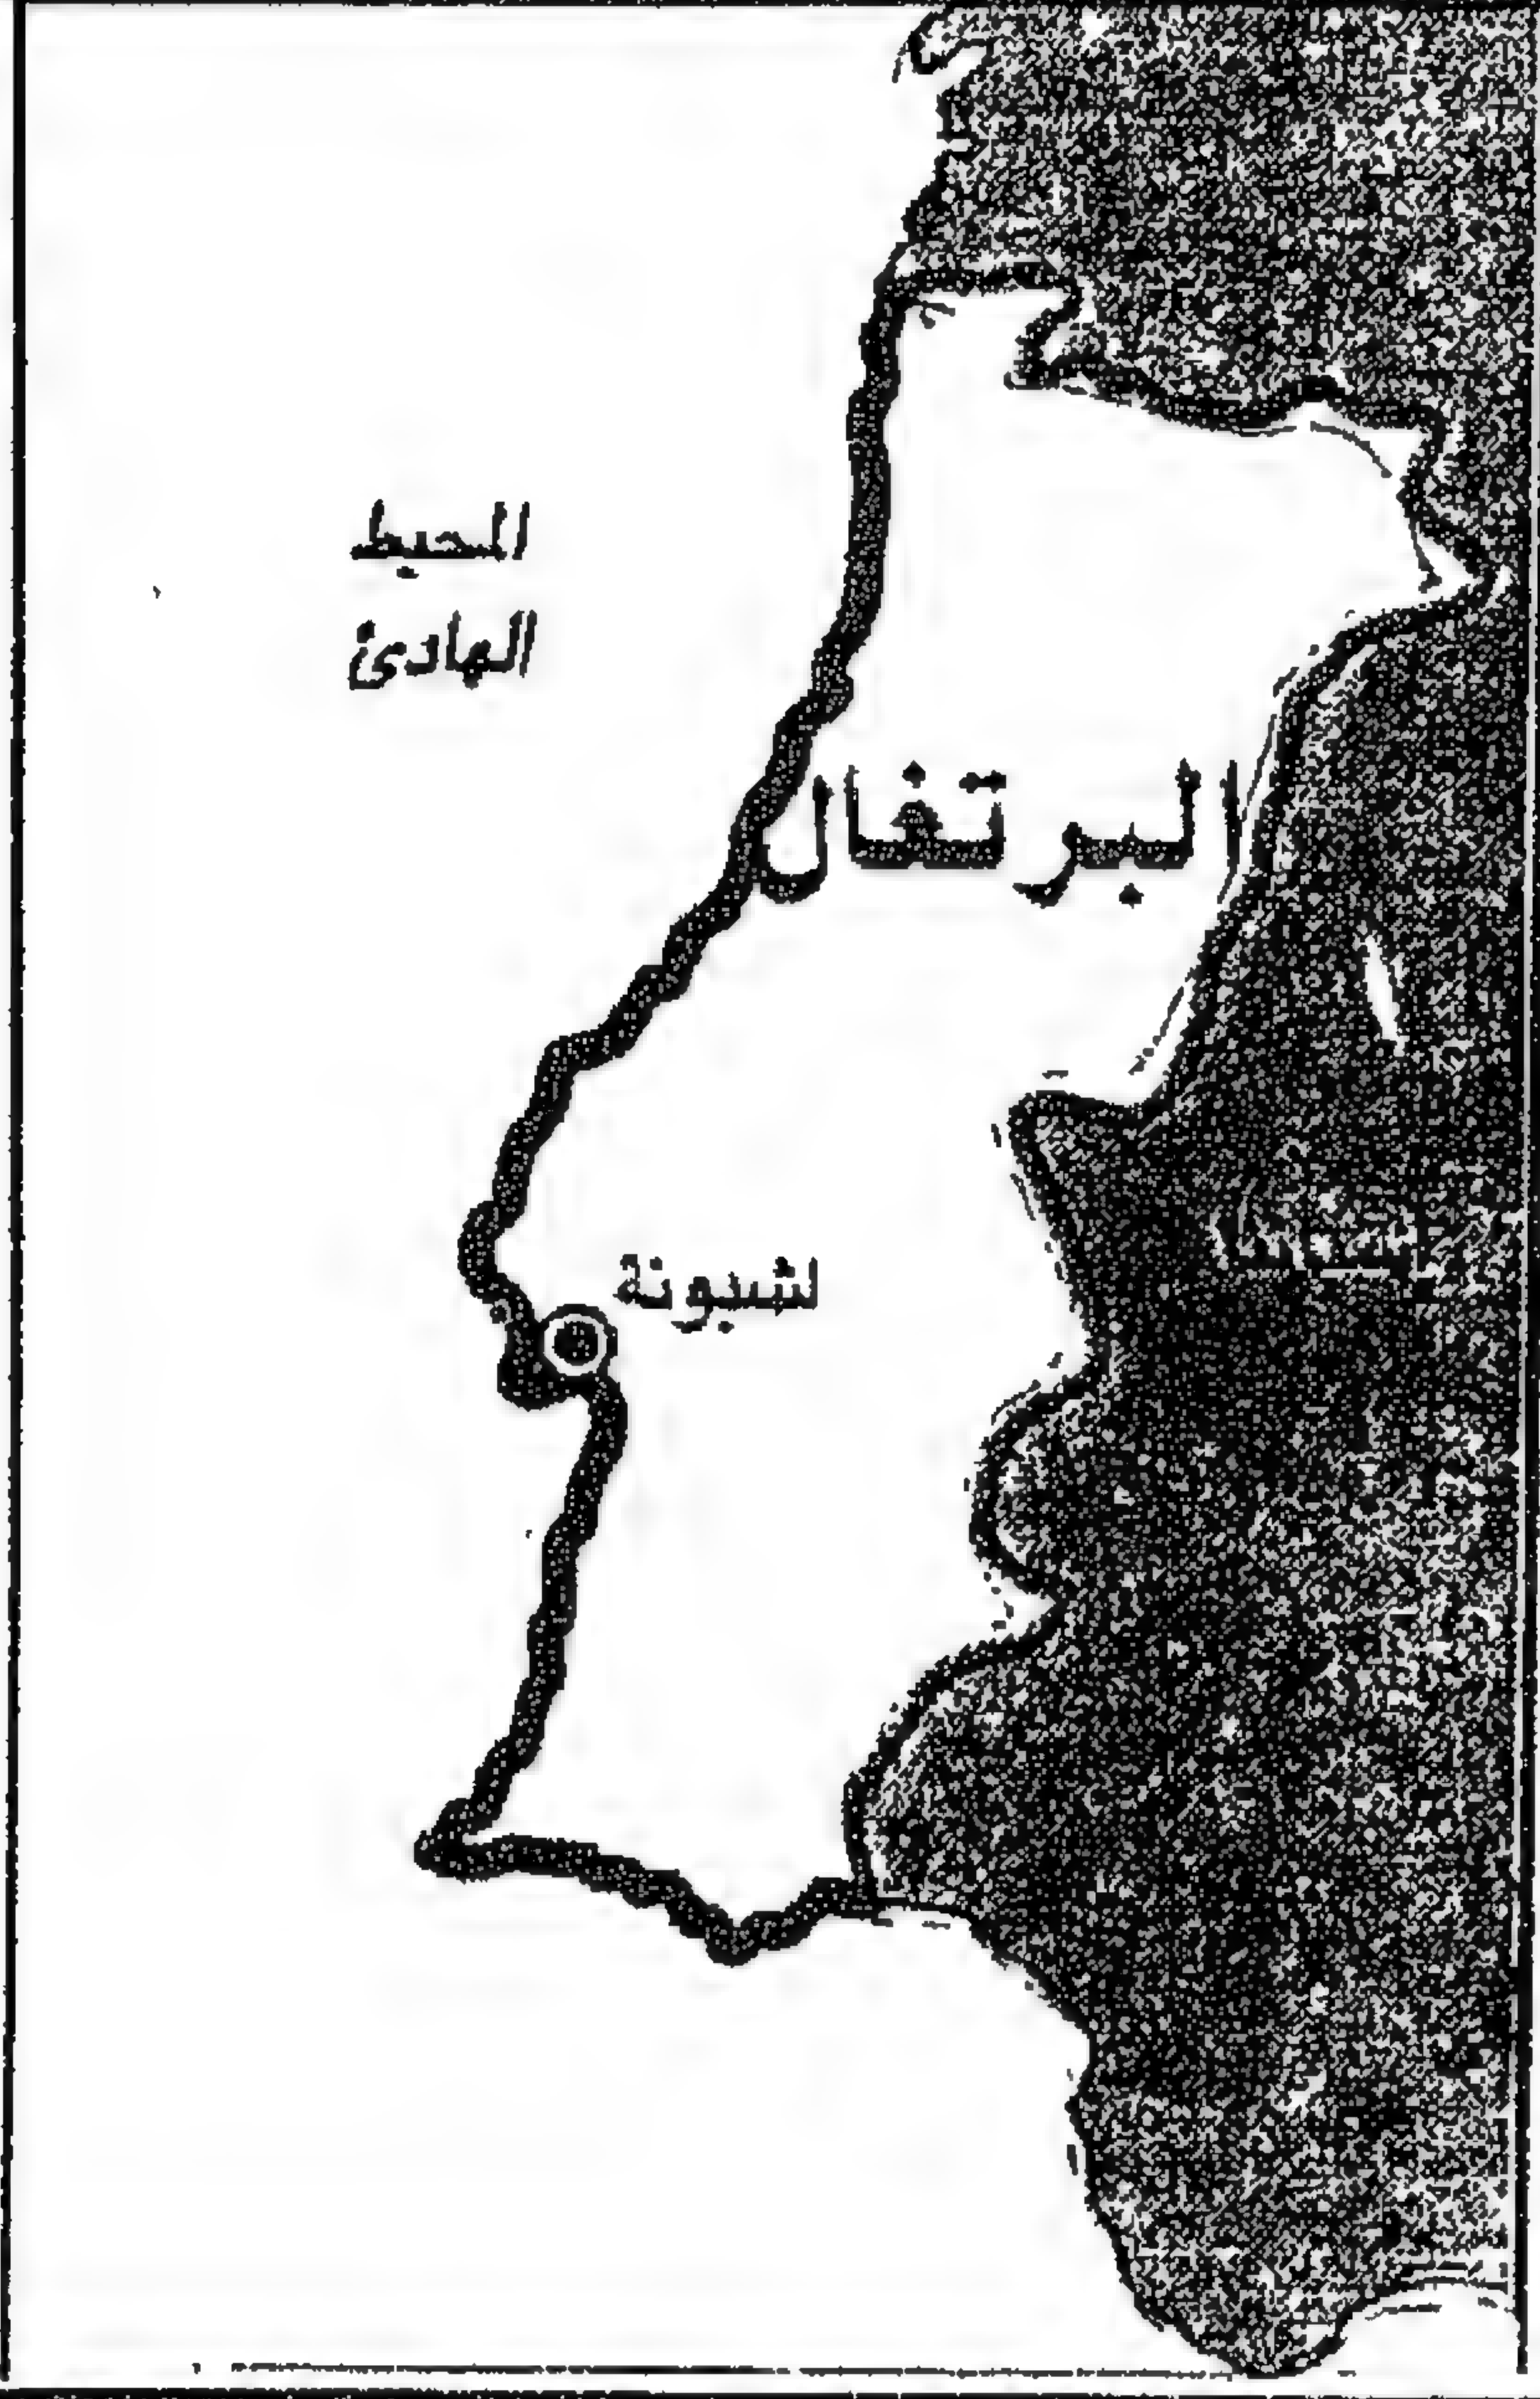 المحيط
الهادئ
البرتغال
لشبونة